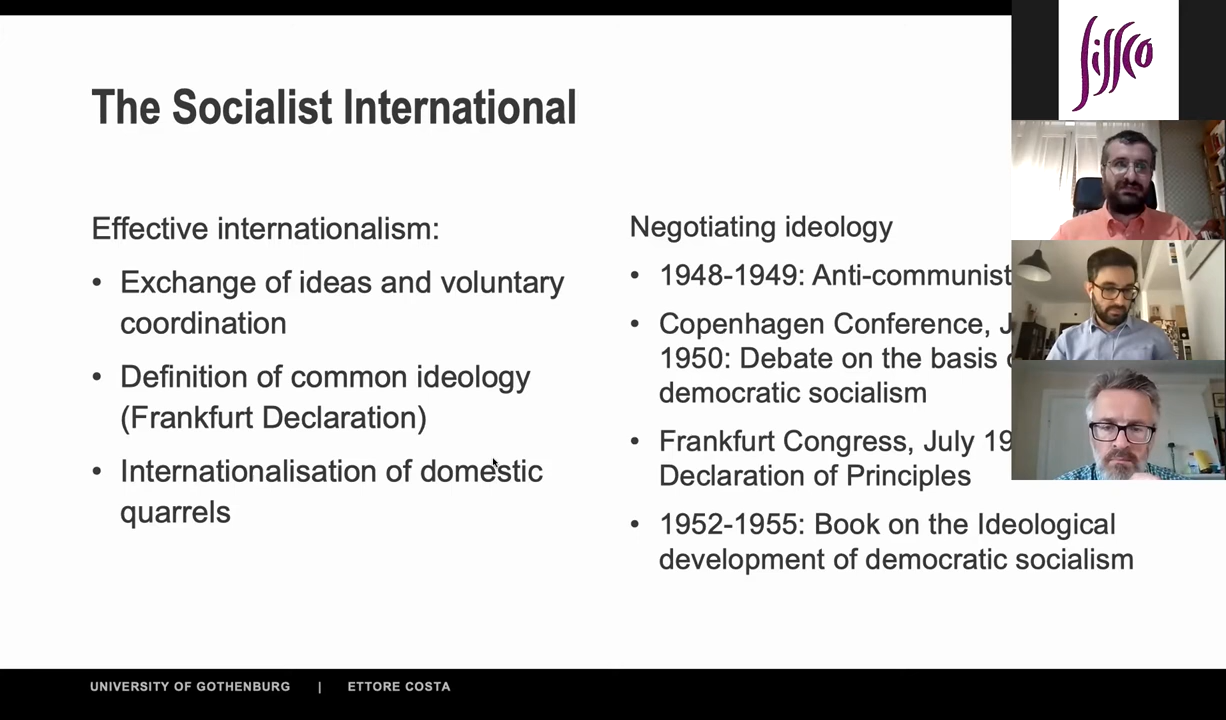 The Socialist International
Effective internationalism:
• Exchange of ideas and voluntary
coordination
• Definition of common ideology
(Frankfurt Declaration)
• Internationalisation of domestic
quarrels
Negotiating ideology
• 1948-1949: Anti-communist
• Copenhagen Conference,
1950: Debate on the basis
democratic socialism
• Frankfurt Congress, July
Declaration of Principles
• 1952-1955: Book on the Ideological
development of democratic socialism
Sissco
UNIVERSITY OF GOTHENBURG | ETTORE COSTA